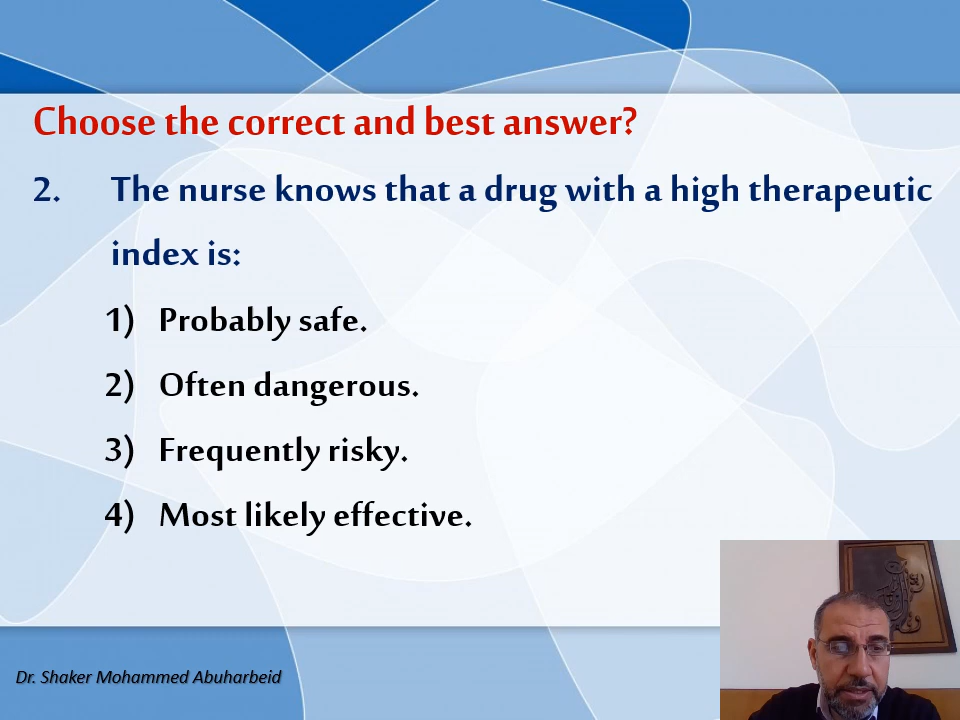 Choose the correct and best answer?
2. The nurse knows that a drug with a high therapeutic
index is:
1) Probably safe.
2) Often dangerous.
3) Frequently risky.
4) Most likely effective.
Dr. Shaker Mohammed Abuharbeid